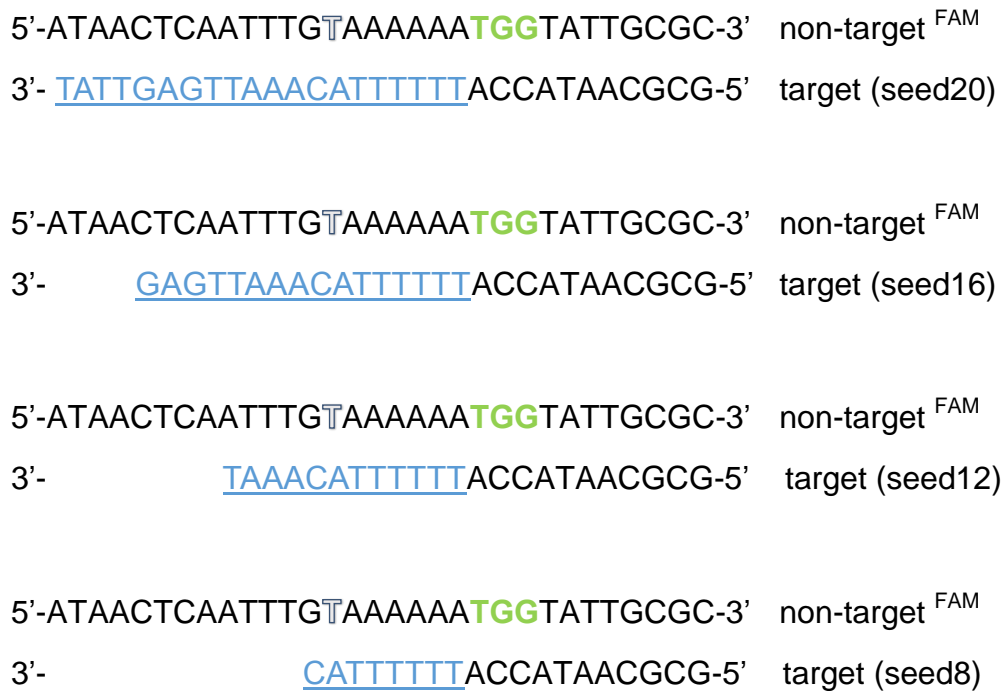 5’-ATAACTCAATTTGTAAAAAATGGTATTGCGC-3’ non-target FAM
3’- TATTGAGTTAAACATTTTTTACCATAACGCG-5’ target (seed20)
5’-ATAACTCAATTTGTAAAAAATGGTATTGCGC-3’ non-target FAM
3’- GAGTTAAACATTTTTTACCATAACGCG-5’ target (seed16)
5’-ATAACTCAATTTGTAAAAAATGGTATTGCGC-3’ non-target FAM
3’- TAAACATTTTTTACCATAACGCG-5’ target (seed12)
5’-ATAACTCAATTTGTAAAAAATGGTATTGCGC-3’ non-target FAM
3’- CATTTTTTACCATAACGCG-5’ target (seed8)